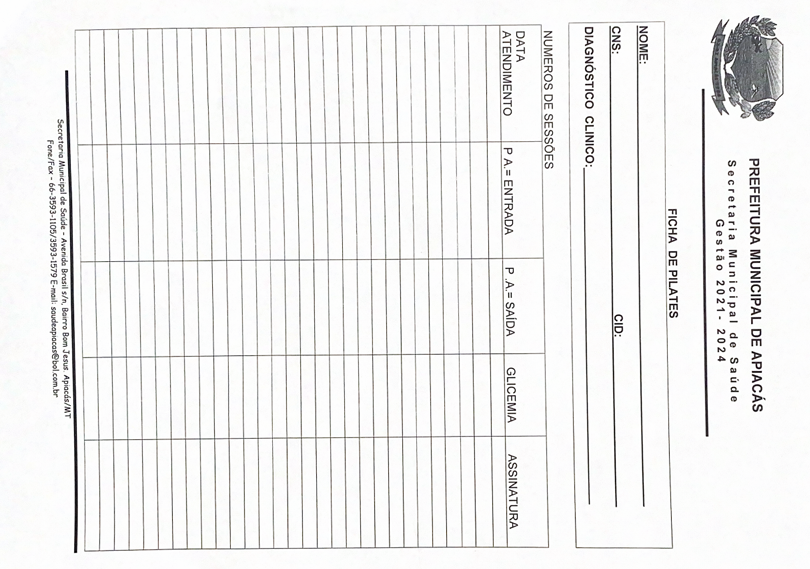 PREFEITURA MUNICIPAL DE APIACÁS
Secretaria Municipal de Saúde
Gestão 2021- 2024
FICHA DE PILATES
NOME:
CNS: CID:
DIAGNÓSTICO CLINICO:
NUMEROS DE SESSÕES
DATA ATENDIMENTO P A.= ENTRADA P .A.= SAÍDA GLICEMIA ASSINATURA
Secretaria Municipal de Saúde - Avenida Brasil s/n, Bairro Bom Jesus Apiacás/MT
Fone/Fax - 66-3593-1105/3593-1579 E-mail: saudeapiacas@bol.com.br